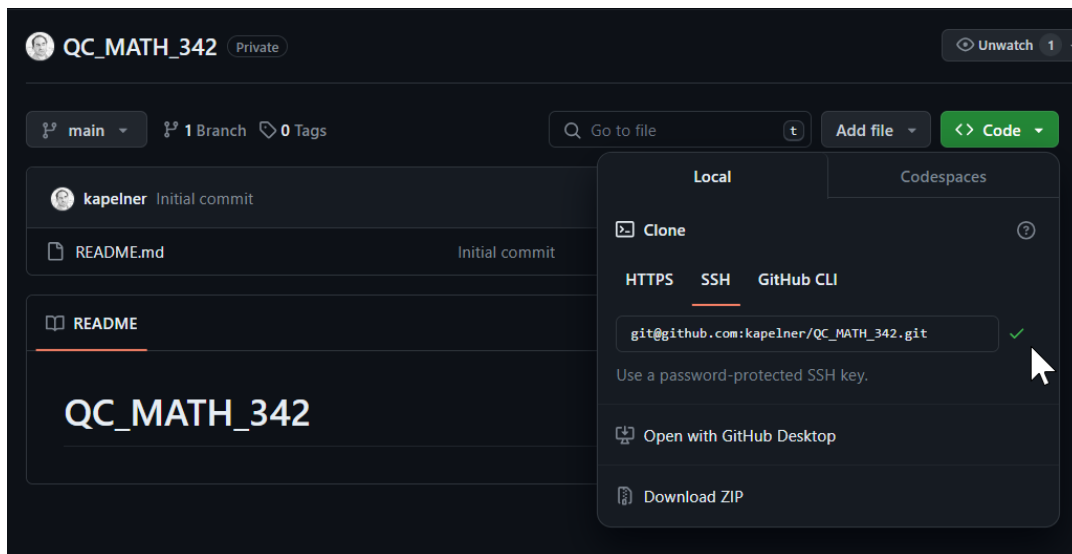 QC_MATH_342 Private
Unwatch 1
main 1 Branch 0 Tags
Go to file t Add file <> Code
kapelner Initial commit
README.md Initial commit
README
QC_MATH_342
Local Codespaces
Clone
HTTPS SSH GitHub CLI
git@github.com:kapelner/QC_MATH_342.git
Use a password-protected SSH key.
Open with GitHub Desktop
Download ZIP